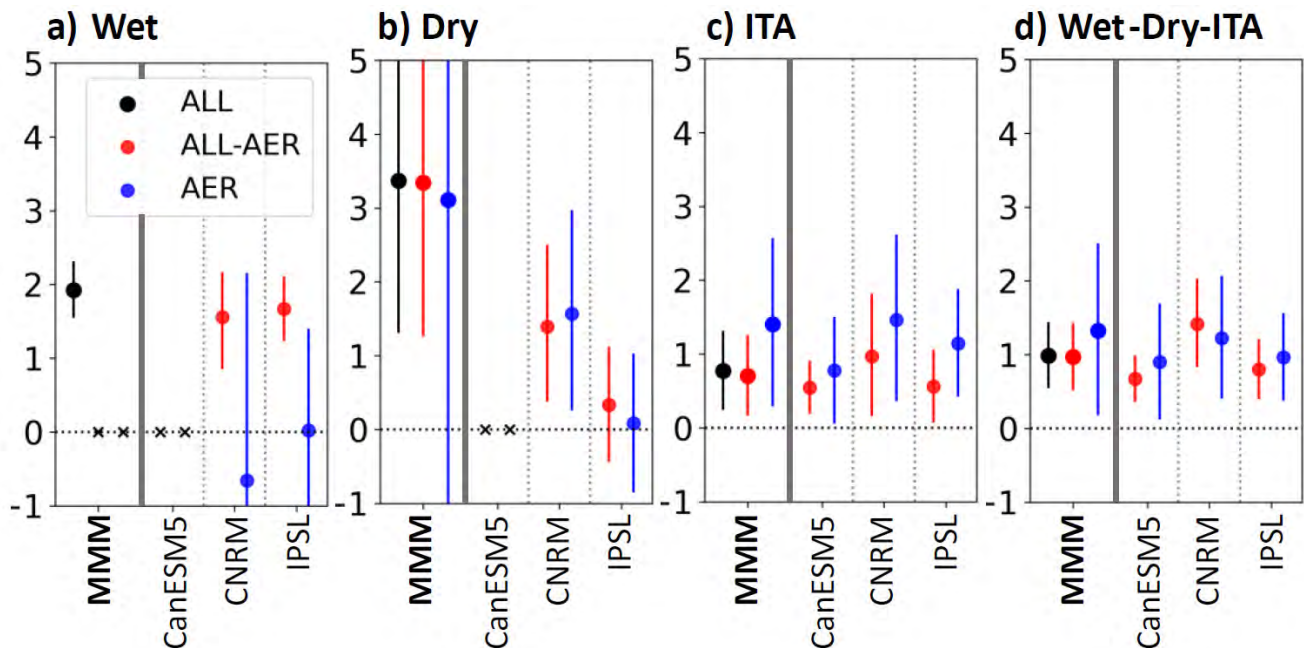 a) Wet
b) Dry
c) ITA
d) Wet-Dry-ITA
5
4
3
2
1
0
-1
ALL
ALL-AER
AER
MMM
CanESM5
CNRM
IPSL
5
4
3
2
1
0
-1
MMM
CanESM5
CNRM
IPSL
5
4
3
2
1
0
-1
MMM
CanESM5
CNRM
IPSL
5
4
3
2
1
0
-1
MMM
CanESM5
CNRM
IPSL